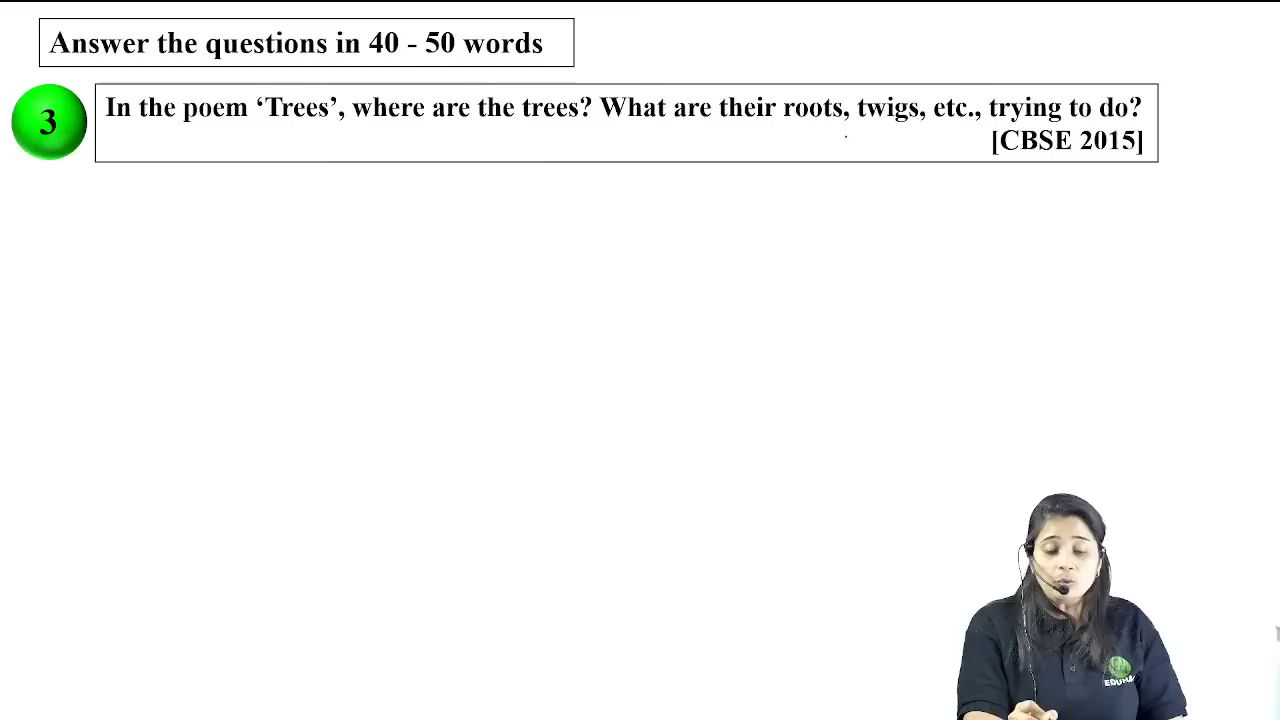 Answer the questions in 40 - 50 words
3
In the poem ‘Trees’, where are the trees? What are their roots, twigs, etc., trying to do?
[CBSE 2015]